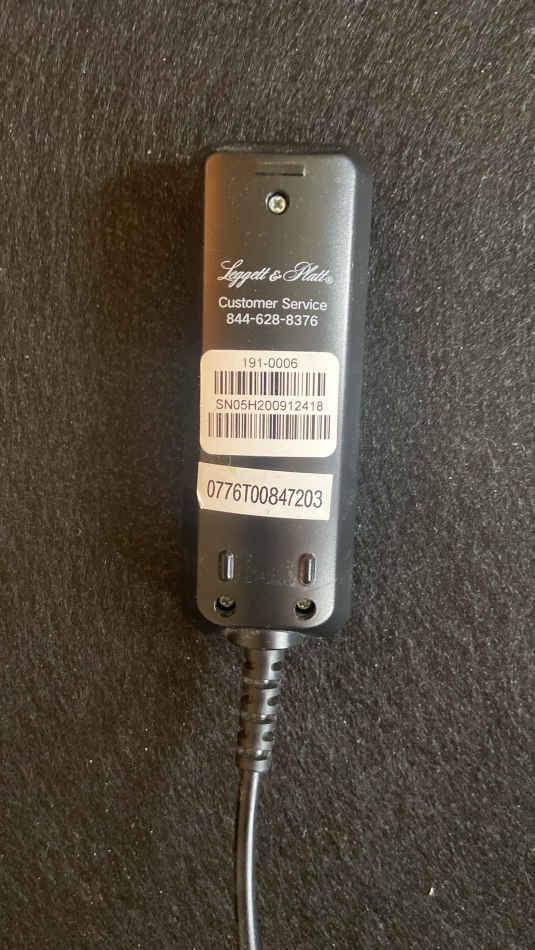 Leggett & Platt®
Customer Service
844-628-8376
191-0006
SN05H200912418
0776T00847203